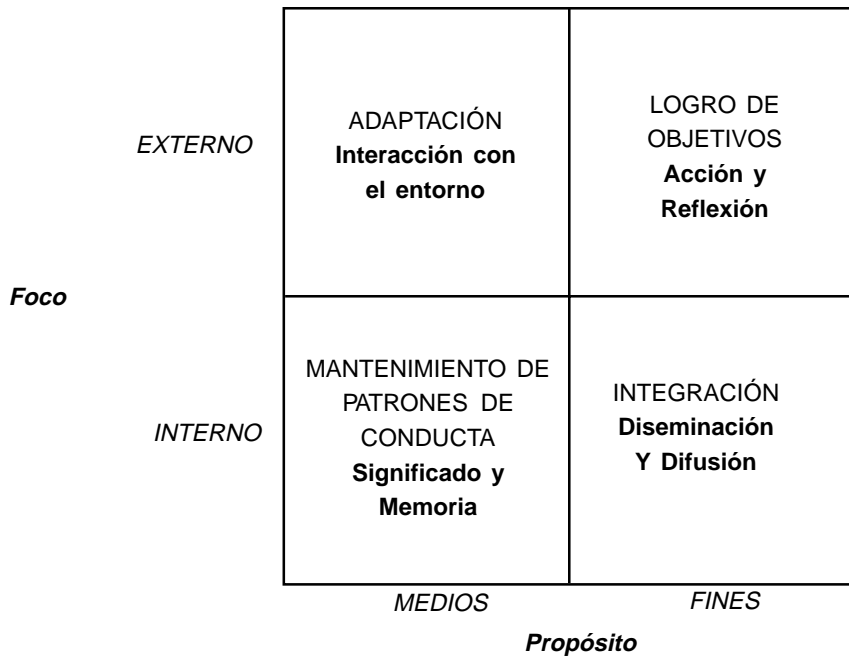 EXTERNO
ADAPTACIÓN
Interacción con
el entorno
LOGRO DE
OBJETIVOS
Acción y
Reflexión
Foco
INTERNO
MANTENIMIENTO DE
PATRONES DE
CONDUCTA
Significado y
Memoria
INTEGRACIÓN
Diseminación
Y Difusión
MEDIOS
FINES
Propósito